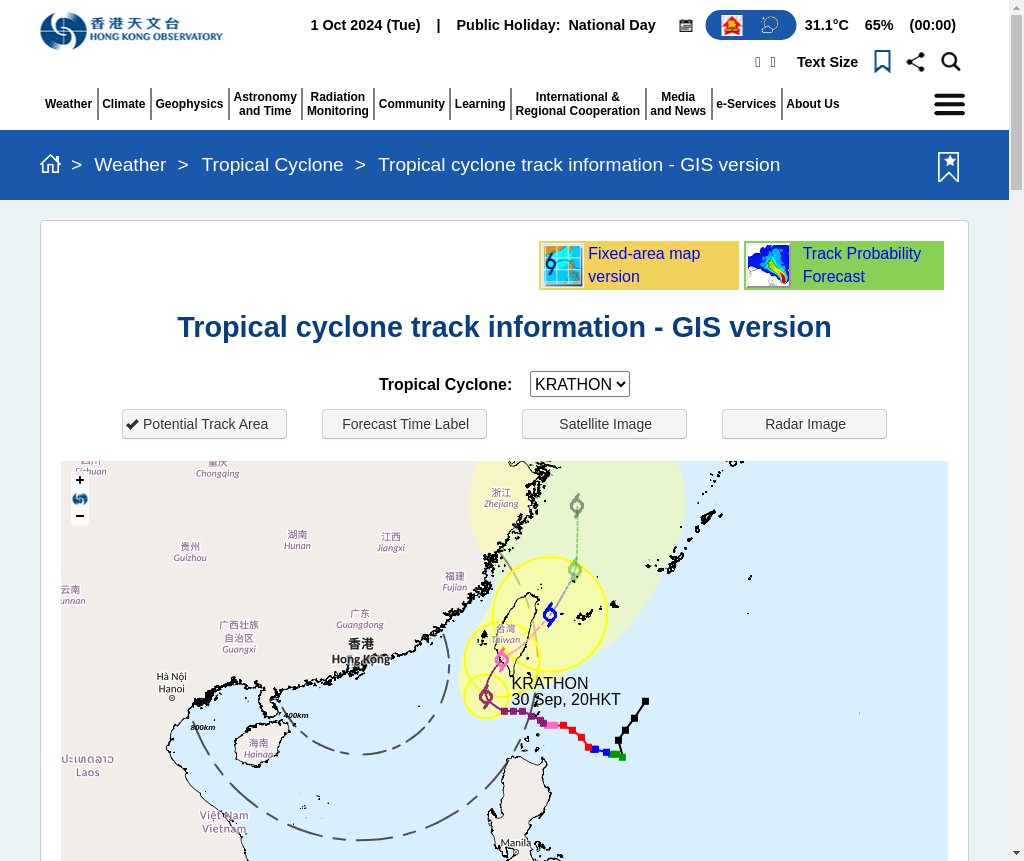 香港天文台
HONG KONG OBSERVATORY
1 Oct 2024 (Tue) | Public Holiday: National Day 31.1°C 65% (00:00)
Text Size
Weather Climate Geophysics Astronomy and Time Radiation Monitoring Community Learning International & Regional Cooperation Media and News e-Services About Us
> Weather > Tropical Cyclone > Tropical cyclone track information - GIS version
Fixed-area map version
Track Probability Forecast
Tropical cyclone track information - GIS version
Tropical Cyclone: KRATHON
Potential Track Area Forecast Time Label Satellite Image Radar Image
四川
Sichuan
重庆
Chongqing
+
−
浙江
Zhejiang
湖南
Hunan
江西
Jiangxi
贵州
Guizhou
福建
Fujian
云南
unnan
广西壮族
自治区
Guangxi
广东
Guangdong
台灣
Taiwan
香港
Hong Kong
Hà Nội
Hanoi
KRATHON
30 Sep, 20HKT
400km
800km
海南
Hainan
ປະເທດລາວ
Laos
Việt Nam
Vietnam
Manila